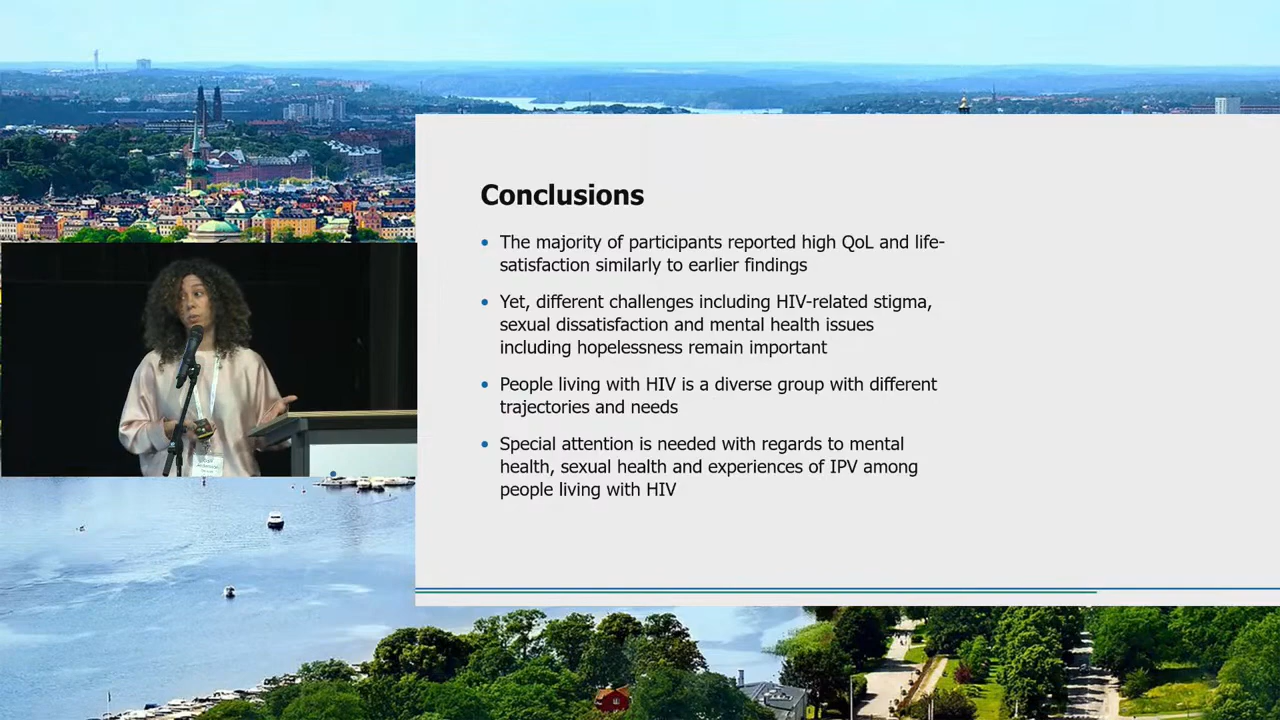 Conclusions
• The majority of participants reported high QoL and life-
satisfaction similarly to earlier findings
• Yet, different challenges including HIV-related stigma,
sexual dissatisfaction and mental health issues
including hopelessness remain important
• People living with HIV is a diverse group with different
trajectories and needs
• Special attention is needed with regards to mental
health, sexual health and experiences of IPV among
people living with HIV